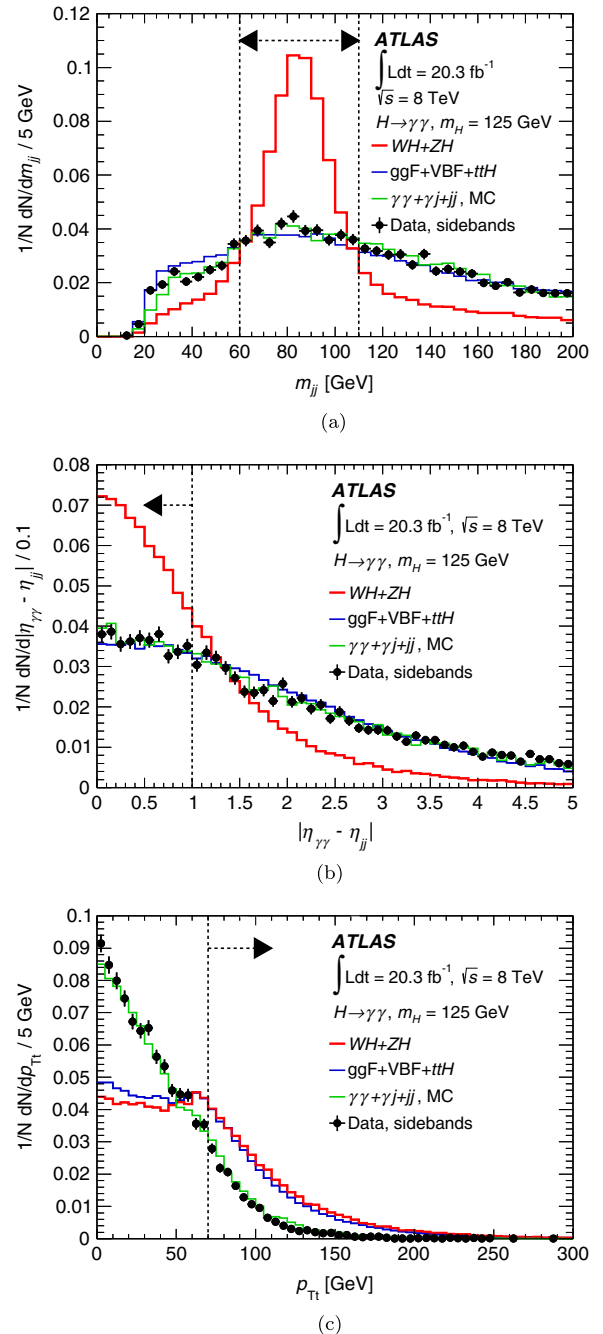 1/N dN/dm_jj / 5 GeV
0.12
0.1
0.08
0.06
0.04
0.02
0
ATLAS
∫Ldt = 20.3 fb⁻¹
√s = 8 TeV
H→γγ, m_H = 125 GeV
WH+ZH
ggF+VBF+ttH
γγ+γj+jj, MC
Data, sidebands
0 20 40 60 80 100 120 140 160 180 200
m_jj [GeV]
(a)
1/N dN/d|η_γγ - η_jj| / 0.1
0.08
0.07
0.06
0.05
0.04
0.03
0.02
0.01
0
ATLAS
∫Ldt = 20.3 fb⁻¹, √s = 8 TeV
H→γγ, m_H = 125 GeV
WH+ZH
ggF+VBF+ttH
γγ+γj+jj, MC
Data, sidebands
0 0.5 1 1.5 2 2.5 3 3.5 4 4.5 5
|η_γγ - η_jj|
(b)
1/N dN/dp_Tt / 5 GeV
0.1
0.09
0.08
0.07
0.06
0.05
0.04
0.03
0.02
0.01
0
ATLAS
∫Ldt = 20.3 fb⁻¹, √s = 8 TeV
H→γγ, m_H = 125 GeV
WH+ZH
ggF+VBF+ttH
γγ+γj+jj, MC
Data, sidebands
0 50 100 150 200 250 300
p_Tt [GeV]
(c)